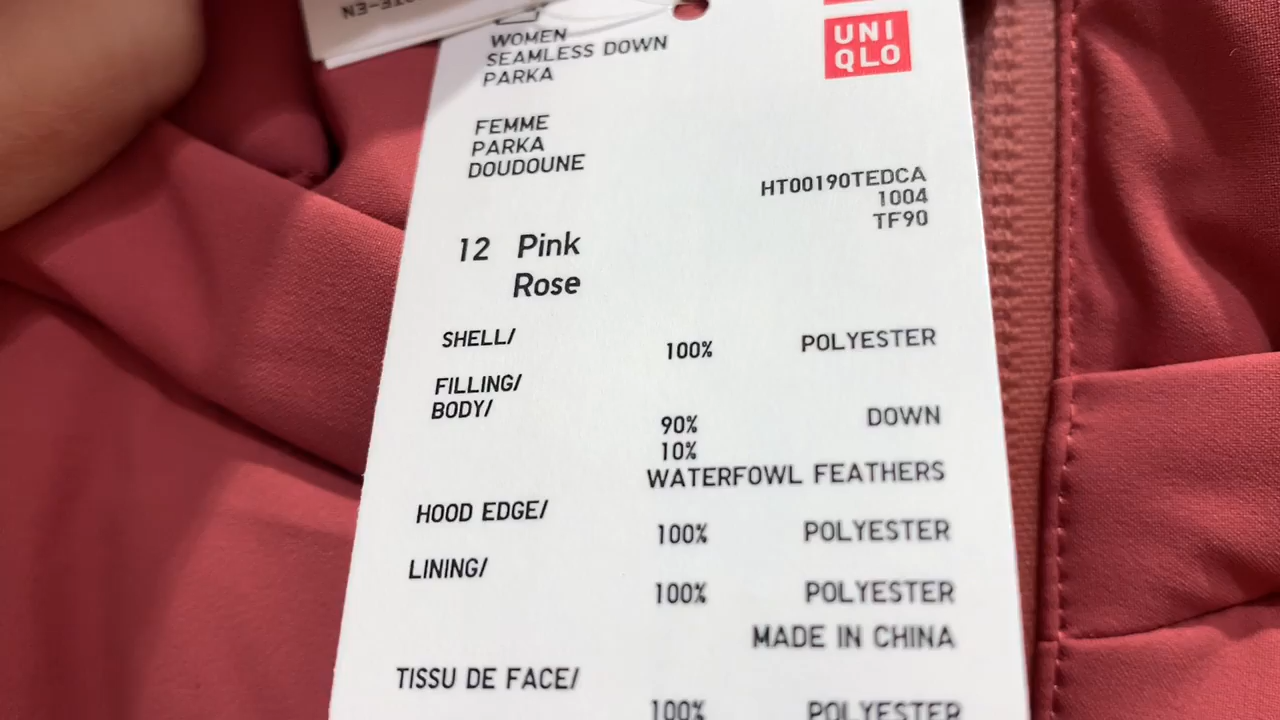 WOMEN
SEAMLESS DOWN
PARKA
UNI
QLO
FEMME
PARKA
DOUDOUNE
HT00190TEDCA
1004
TF90
12 Pink
Rose
SHELL/
100% POLYESTER
FILLING/
BODY/
90% DOWN
10%
WATERFOWL FEATHERS
HOOD EDGE/
100% POLYESTER
LINING/
100% POLYESTER
MADE IN CHINA
TISSU DE FACE/
100% POLYESTER